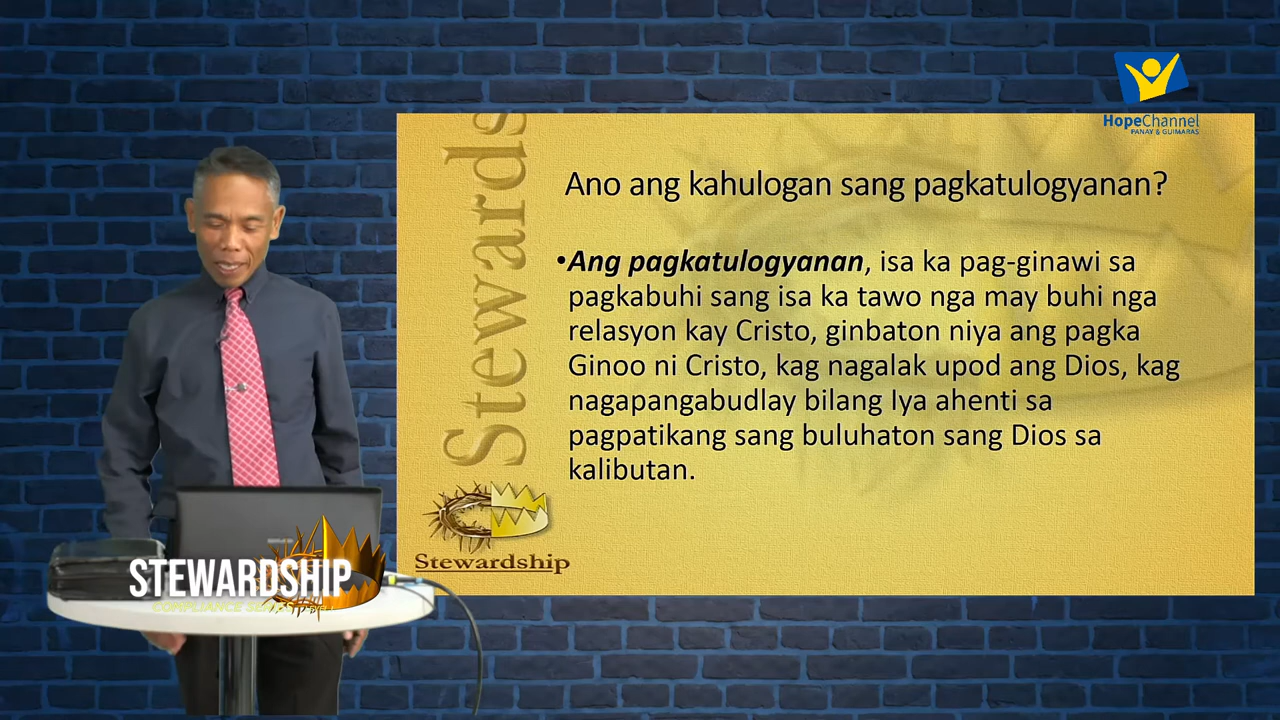 HopeChannel
PANAY & GUIMARAS
Stewards
Ano ang kahulogan sang pagkatulogyanan?
•Ang pagkatulogyanan, isa ka pag-ginawi sa
pagkabuhi sang isa ka tawo nga may buhi nga
relasyon kay Cristo, ginbaton niya ang pagka
Ginoo ni Cristo, kag nagalak upod ang Dios, kag
nagapangabudlay bilang Iya ahenti sa
pagpatikang sang buluhaton sang Dios sa
kalibutan.
Stewardship
STEWARDSHIP
COMPLIANCE